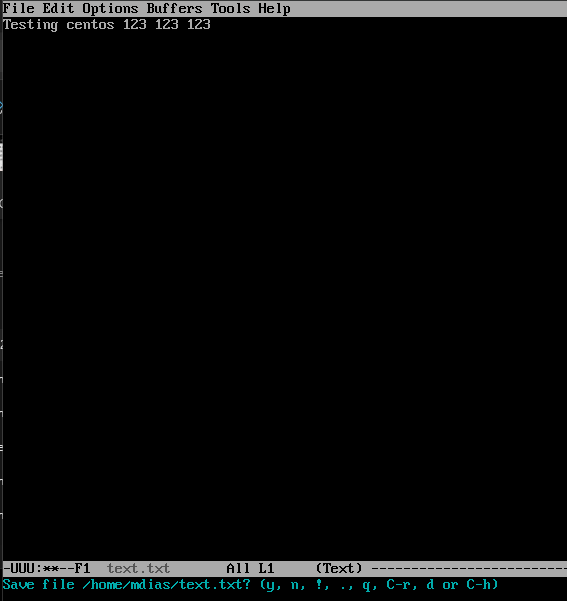 File Edit Options Buffers Tools Help
Testing centos 123 123 123
-UUU:**--F1  text.txt       All L1     (Text) -------------------------
Save file /home/mdias/text.txt? (y, n, !, ., q, C-r, d or C-h)